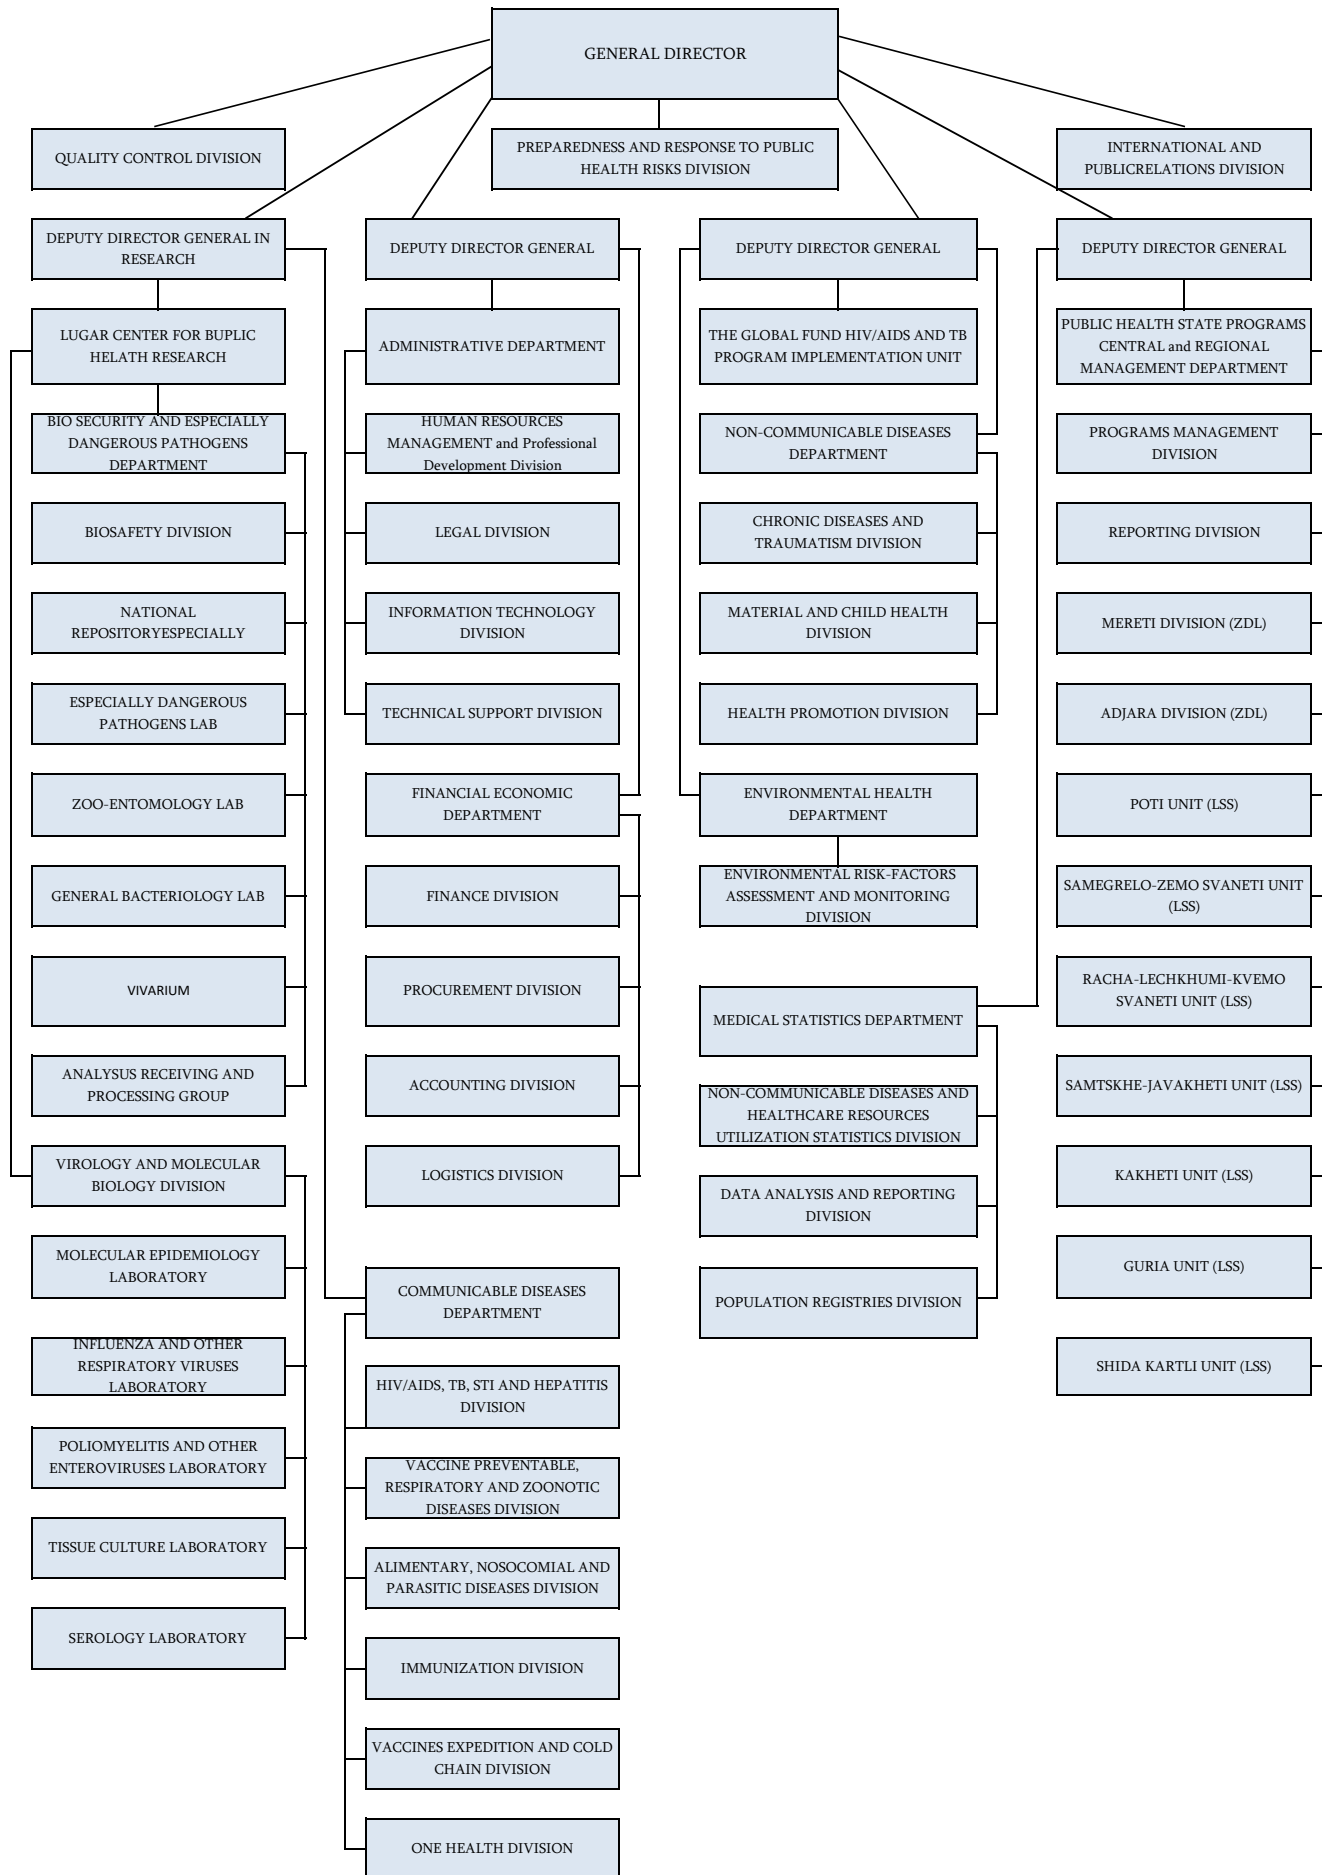 GENERAL DIRECTOR
QUALITY CONTROL DIVISION
PREPAREDNESS AND RESPONSE TO PUBLIC
HEALTH RISKS DIVISION
INTERNATIONAL AND
PUBLICRELATIONS DIVISION
DEPUTY DIRECTOR GENERAL IN
RESEARCH
LUGAR CENTER FOR BUPLIC
HELATH RESEARCH
BIO SECURITY AND ESPECIALLY
DANGEROUS PATHOGENS
DEPARTMENT
BIOSAFETY DIVISION
NATIONAL
REPOSITORYESPECIALLY
ESPECIALLY DANGEROUS
PATHOGENS LAB
ZOO-ENTOMOLOGY LAB
GENERAL BACTERIOLOGY LAB
VIVARIUM
ANALYSUS RECEIVING AND
PROCESSING GROUP
VIROLOGY AND MOLECULAR
BIOLOGY DIVISION
MOLECULAR EPIDEMIOLOGY
LABORATORY
INFLUENZA AND OTHER
RESPIRATORY VIRUSES
LABORATORY
POLIOMYELITIS AND OTHER
ENTEROVIRUSES LABORATORY
TISSUE CULTURE LABORATORY
SEROLOGY LABORATORY
DEPUTY DIRECTOR GENERAL
ADMINISTRATIVE DEPARTMENT
HUMAN RESOURCES
MANAGEMENT and Professional
Development Division
LEGAL DIVISION
INFORMATION TECHNOLOGY
DIVISION
TECHNICAL SUPPORT DIVISION
FINANCIAL ECONOMIC
DEPARTMENT
FINANCE DIVISION
PROCUREMENT DIVISION
ACCOUNTING DIVISION
LOGISTICS DIVISION
COMMUNICABLE DISEASES
DEPARTMENT
HIV/AIDS, TB, STI AND HEPATITIS
DIVISION
VACCINE PREVENTABLE,
RESPIRATORY AND ZOONOTIC
DISEASES DIVISION
ALIMENTARY, NOSOCOMIAL AND
PARASITIC DISEASES DIVISION
IMMUNIZATION DIVISION
VACCINES EXPEDITION AND COLD
CHAIN DIVISION
ONE HEALTH DIVISION
DEPUTY DIRECTOR GENERAL
THE GLOBAL FUND HIV/AIDS AND TB
PROGRAM IMPLEMENTATION UNIT
NON-COMMUNICABLE DISEASES
DEPARTMENT
CHRONIC DISEASES AND
TRAUMATISM DIVISION
MATERIAL AND CHILD HEALTH
DIVISION
HEALTH PROMOTION DIVISION
ENVIRONMENTAL HEALTH
DEPARTMENT
ENVIRONMENTAL RISK-FACTORS
ASSESSMENT AND MONITORING
DIVISION
MEDICAL STATISTICS DEPARTMENT
NON-COMMUNICABLE DISEASES AND
HEALTHCARE RESOURCES
UTILIZATION STATISTICS DIVISION
DATA ANALYSIS AND REPORTING
DIVISION
POPULATION REGISTRIES DIVISION
DEPUTY DIRECTOR GENERAL
PUBLIC HEALTH STATE PROGRAMS
CENTRAL and REGIONAL
MANAGEMENT DEPARTMENT
PROGRAMS MANAGEMENT
DIVISION
REPORTING DIVISION
MERETI DIVISION (ZDL)
ADJARA DIVISION (ZDL)
POTI UNIT (LSS)
SAMEGRELO-ZEMO SVANETI UNIT
(LSS)
RACHA-LECHKHUMI-KVEMO
SVANETI UNIT (LSS)
SAMTSKHE-JAVAKHETI UNIT (LSS)
KAKHETI UNIT (LSS)
GURIA UNIT (LSS)
SHIDA KARTLI UNIT (LSS)